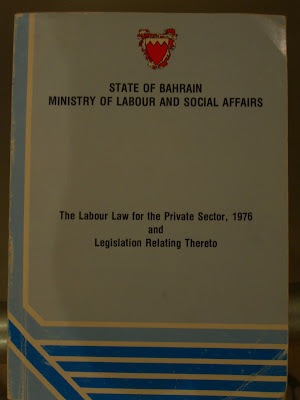 STATE OF BAHRAIN
MINISTRY OF LABOUR AND SOCIAL AFFAIRS
The Labour Law for the Private Sector, 1976
and
Legislation Relating Thereto